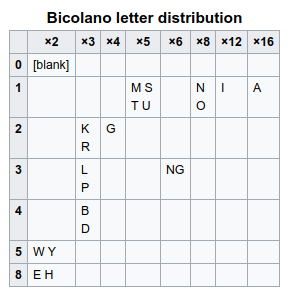 Bicolano letter distribution
×2 ×3 ×4 ×5 ×6 ×8 ×12 ×16
0 [blank]
1 M S N I A
T U O
2 K G
R
3 L NG
P
4 B
D
5 W Y
8 E H